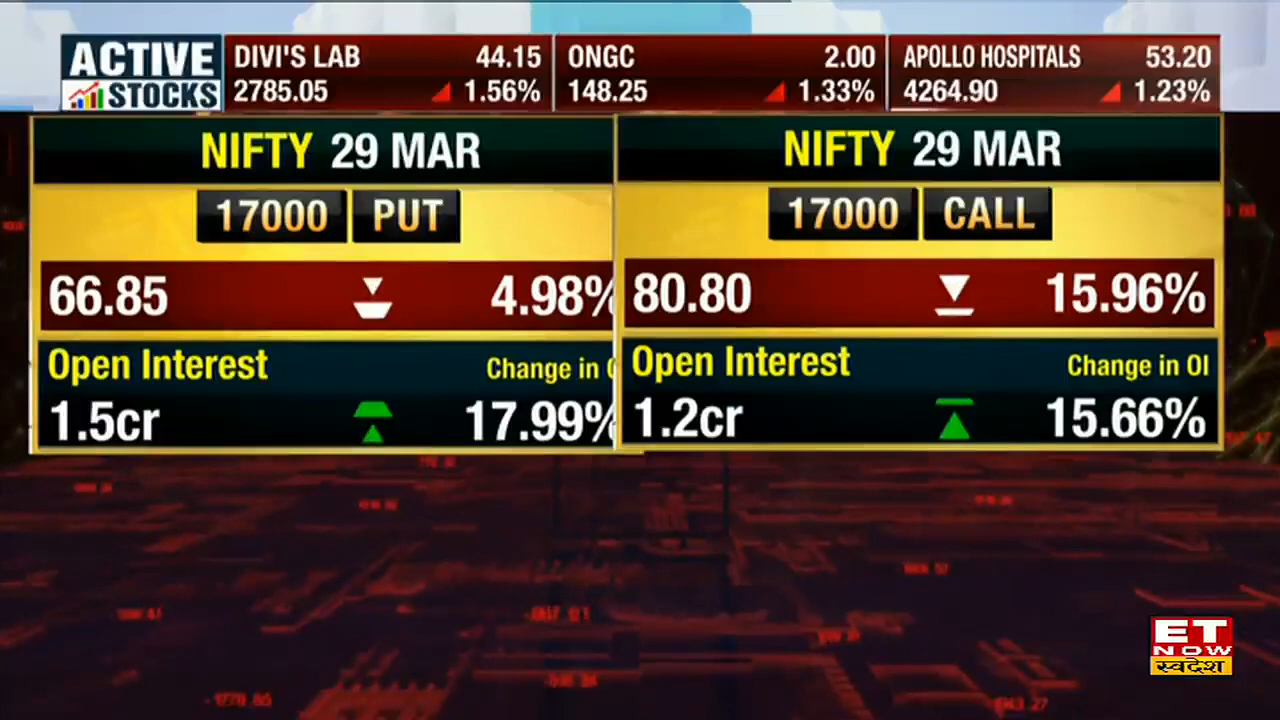 ACTIVE STOCKS
DIVI'S LAB 44.15
2785.05 1.56%
ONGC 2.00
148.25 1.33%
APOLLO HOSPITALS 53.20
4264.90 1.23%
NIFTY 29 MAR
17000 PUT
66.85 4.98%
Open Interest Change in
1.5cr 17.99%
NIFTY 29 MAR
17000 CALL
80.80 15.96%
Open Interest Change in OI
1.2cr 15.66%
ET
NOW
स्वदेश